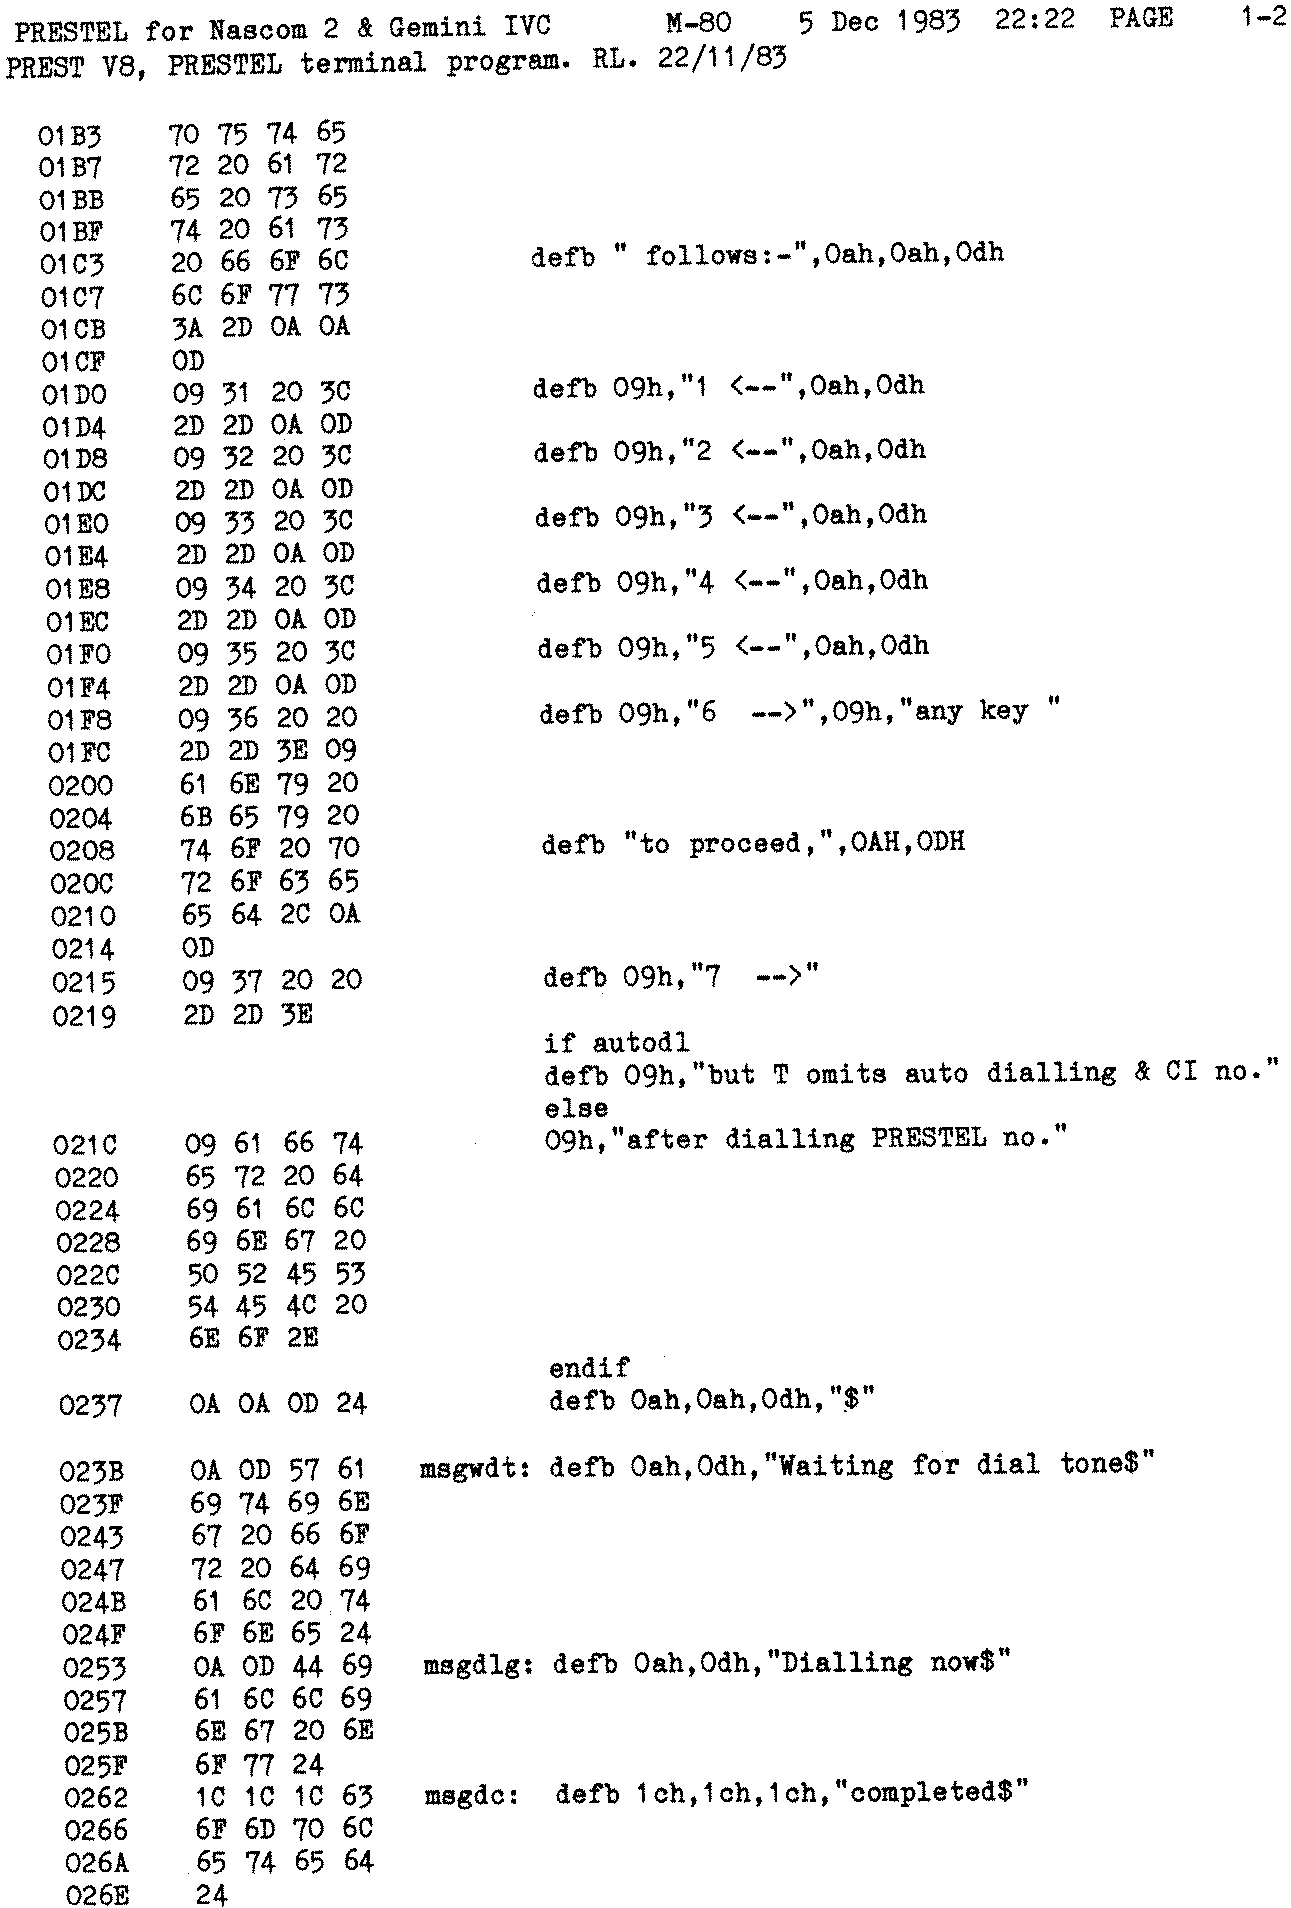 PRESTEL for Nascom 2 & Gemini IVC M-80 5 Dec 1983 22:22 PAGE 1-2
PREST V8, PRESTEL terminal program. RL. 22/11/83
01B3 70 75 74 65
01B7 72 20 61 72
01BB 65 20 73 65
01BF 74 20 61 73
01C3 20 66 6F 6C defb " follows:-",0ah,0ah,0dh
01C7 6C 6F 77 73
01CB 3A 2D 0A 0A
01CF 0D
01D0 09 31 20 3C defb 09h,"1 <--",0ah,0dh
01D4 2D 2D 0A 0D
01D8 09 32 20 3C defb 09h,"2 <--",0ah,0dh
01DC 2D 2D 0A 0D
01E0 09 33 20 3C defb 09h,"3 <--",0ah,0dh
01E4 2D 2D 0A 0D
01E8 09 34 20 3C defb 09h,"4 <--",0ah,0dh
01EC 2D 2D 0A 0D
01F0 09 35 20 3C defb 09h,"5 <--",0ah,0dh
01F4 2D 2D 0A 0D
01F8 09 36 20 20 defb 09h,"6  -->",09h,"any key "
01FC 2D 2D 3E 09
0200 61 6E 79 20
0204 6B 65 79 20
0208 74 6F 20 70 defb "to proceed,",0AH,0DH
020C 72 6F 63 65
0210 65 64 2C 0A
0214 0D
0215 09 37 20 20 defb 09h,"7  -->"
0219 2D 2D 3E
if autodl
defb 09h,"but T omits auto dialling & CI no."
else
021C 09 61 66 74 09h,"after dialling PRESTEL no."
0220 65 72 20 64
0224 69 61 6C 6C
0228 69 6E 67 20
022C 50 52 45 53
0230 54 45 4C 20
0234 6E 6F 2E
endif
0237 0A 0A 0D 24 defb 0ah,0ah,0dh,"$"
023B 0A 0D 57 61 msgwdt: defb 0ah,0dh,"Waiting for dial tone$"
023F 69 74 69 6E
0243 67 20 66 6F
0247 72 20 64 69
024B 61 6C 20 74
024F 6F 6E 65 24
0253 0A 0D 44 69 msgdlg: defb 0ah,0dh,"Dialling now$"
0257 61 6C 6C 69
025B 6E 67 20 6E
025F 6F 77 24
0262 1C 1C 1C 63 msgdc: defb 1ch,1ch,1ch,"completed$"
0266 6F 6D 70 6C
026A 65 74 65 64
026E 24